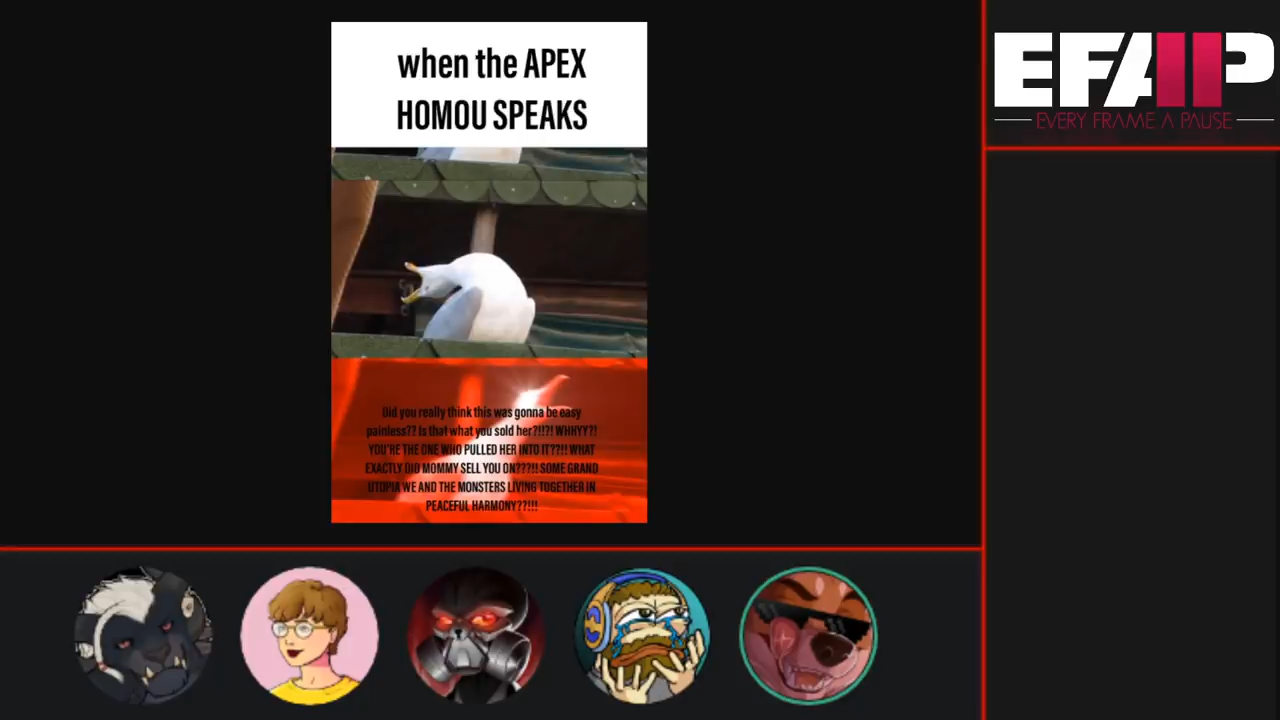 when the APEX
HOMOU SPEAKS
Did you really think this was gonna be easy
painless?? Is that what you sold her?!!?! WHHYY?!
YOU'RE THE ONE WHO PULLED HER INTO IT??!! WHAT
EXACTLY DID MOMMY SELL YOU ON???!! SOME GRAND
UTOPIA WE AND THE MONSTERS LIVING TOGETHER IN
PEACEFUL HARMONY??!!!
EFAP
EVERY FRAME A PAUSE